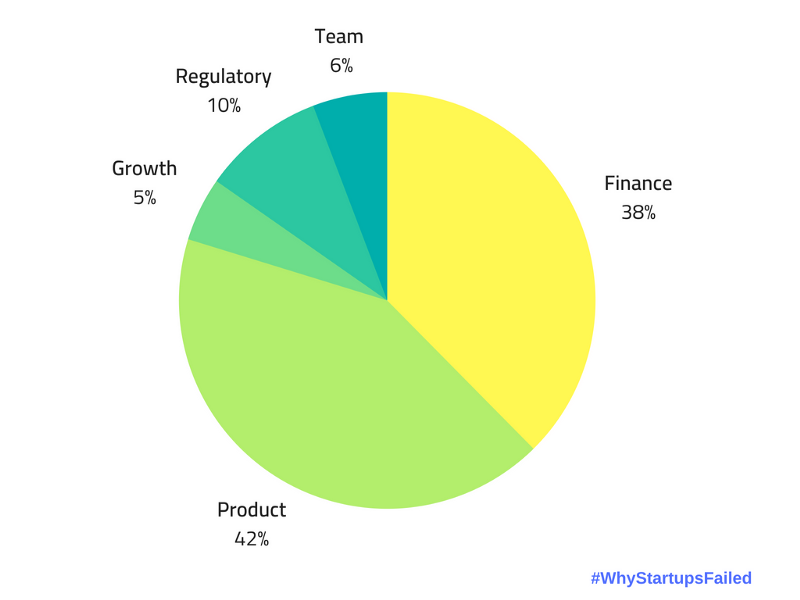 Team
6%
Regulatory
10%
Growth
5%
Finance
38%
Product
42%
#WhyStartupsFailed